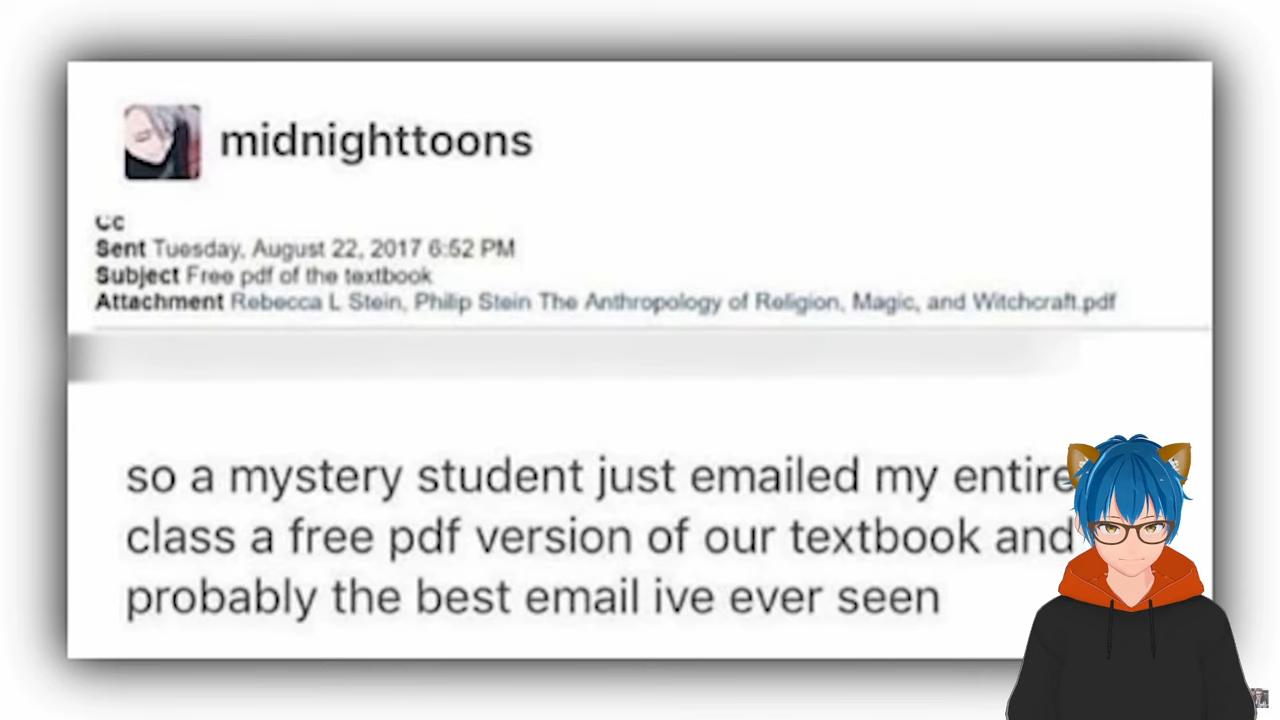 midnighttoons
Cc
Sent Tuesday, August 22, 2017 6:52 PM
Subject Free pdf of the textbook
Attachment Rebecca L Stein, Philip Stein The Anthropology of Religion, Magic, and Witchcraft.pdf
so a mystery student just emailed my entire
class a free pdf version of our textbook and
probably the best email ive ever seen